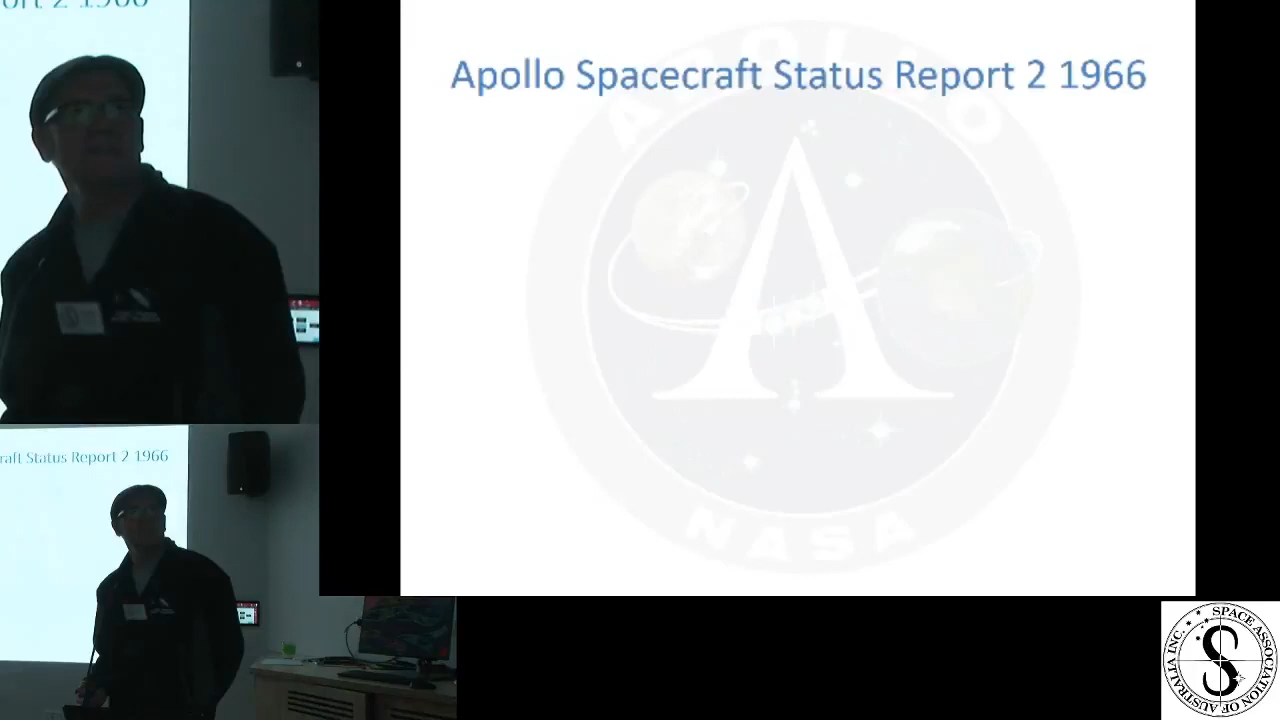 ort 2 1966
Apollo Spacecraft Status Report 2 1966
APOLLO
NASA
raft Status Report 2 1966
SPACE ASSOCIATION OF AUSTRALIA INC.
S